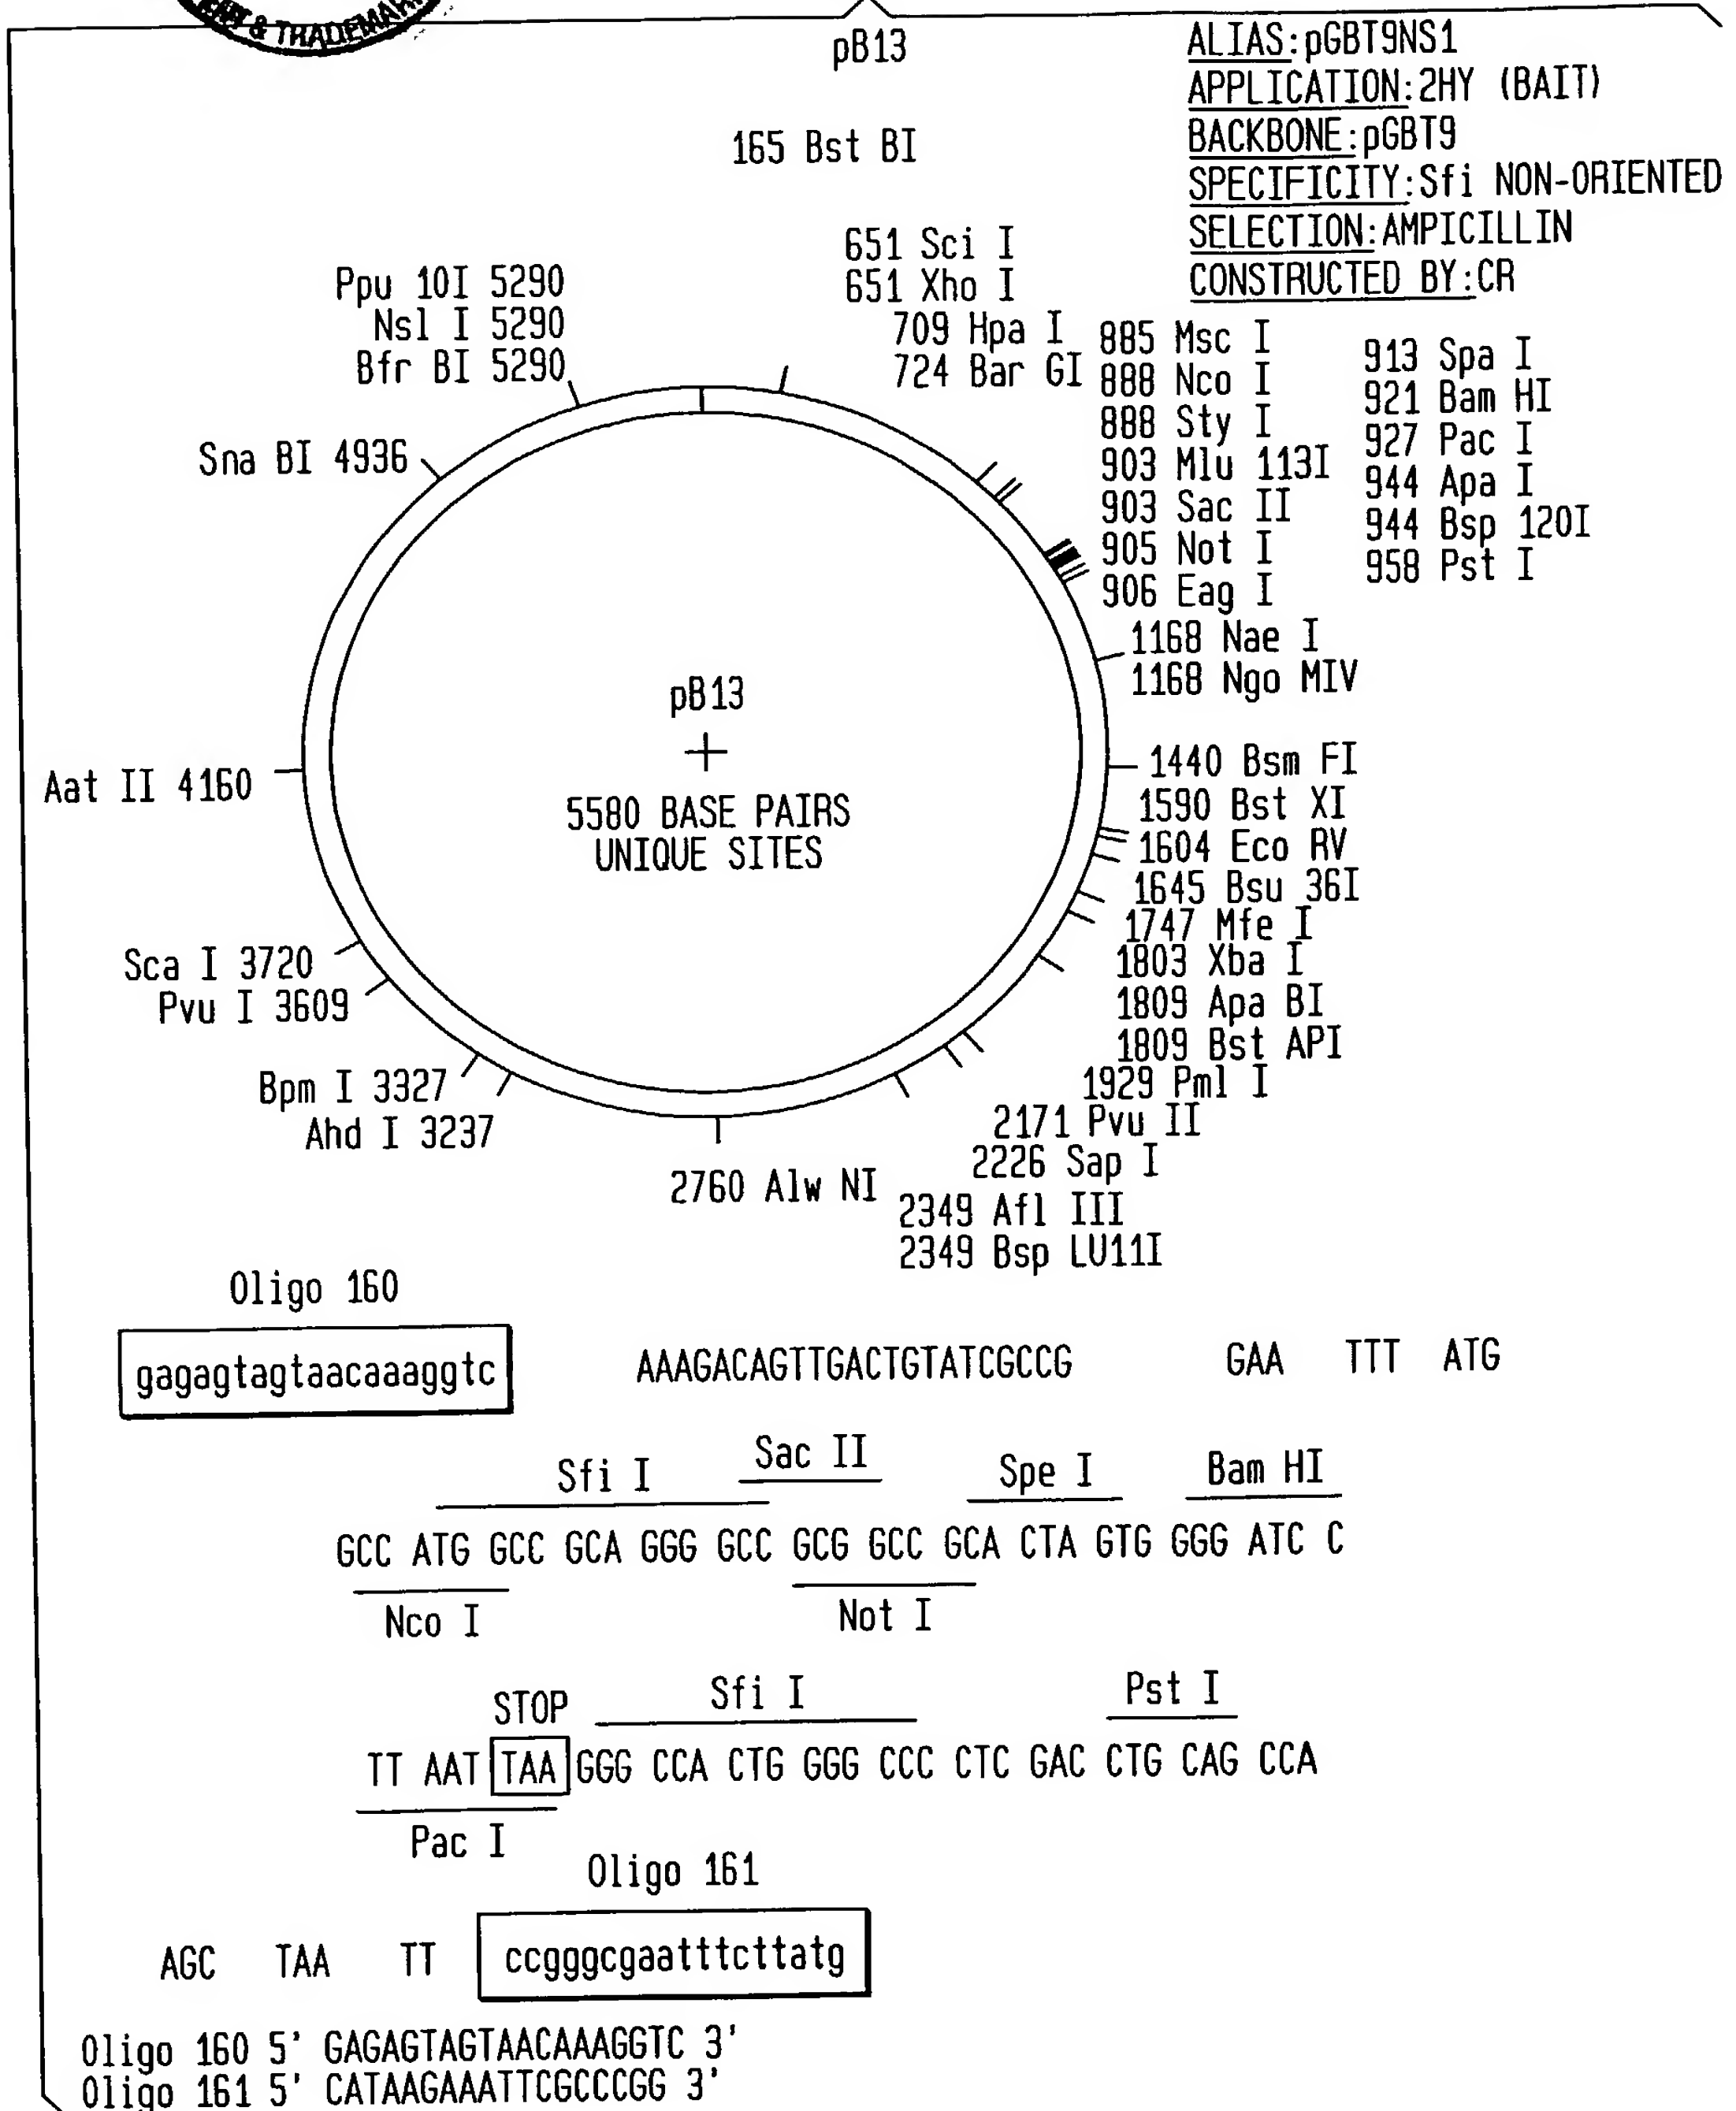 & TRADEMAR
pB13
ALIAS:pGBT9NS1
APPLICATION:2HY (BAIT)
BACKBONE:pGBT9
SPECIFICITY:Sfi NON-ORIENTED
SELECTION:AMPICILLIN
CONSTRUCTED BY:CR
165 Bst BI
651 Sci I
651 Xho I
709 Hpa I
724 Bar GI
Ppu 10I 5290
Nsl I 5290
Bfr BI 5290
Sna BI 4936
885 Msc I
888 Nco I
888 Sty I
903 Mlu 113I
903 Sac II
905 Not I
906 Eag I
913 Spa I
921 Bam HI
927 Pac I
944 Apa I
944 Bsp 120I
958 Pst I
1168 Nae I
1168 Ngo MIV
pB13
5580 BASE PAIRS
UNIQUE SITES
Aat II 4160
1440 Bsm FI
1590 Bst XI
1604 Eco RV
1645 Bsu 36I
1747 Mfe I
1803 Xba I
1809 Apa BI
1809 Bst API
1929 Pml I
2171 Pvu II
2226 Sap I
2349 Afl III
2349 Bsp LU11I
Sca I 3720
Pvu I 3609
Bpm I 3327
Ahd I 3237
2760 Alw NI
Oligo 160
gagagtagtaacaaaggtc AAAGACAGTTGACTGTATCGCCG GAA TTT ATG
Sfi I Sac II Spe I Bam HI
GCC ATG GCC GCA GGG GCC GCG GCC GCA CTA GTG GGG ATC C
Nco I Not I
STOP Sfi I Pst I
TT AAT TAA GGG CCA CTG GGG CCC CTC GAC CTG CAG CCA
Pac I
Oligo 161
AGC TAA TT ccgggcgaatttcttatg
Oligo 160 5' GAGAGTAGTAACAAAGGTC 3'
Oligo 161 5' CATAAGAAATTCGCCCGG 3'